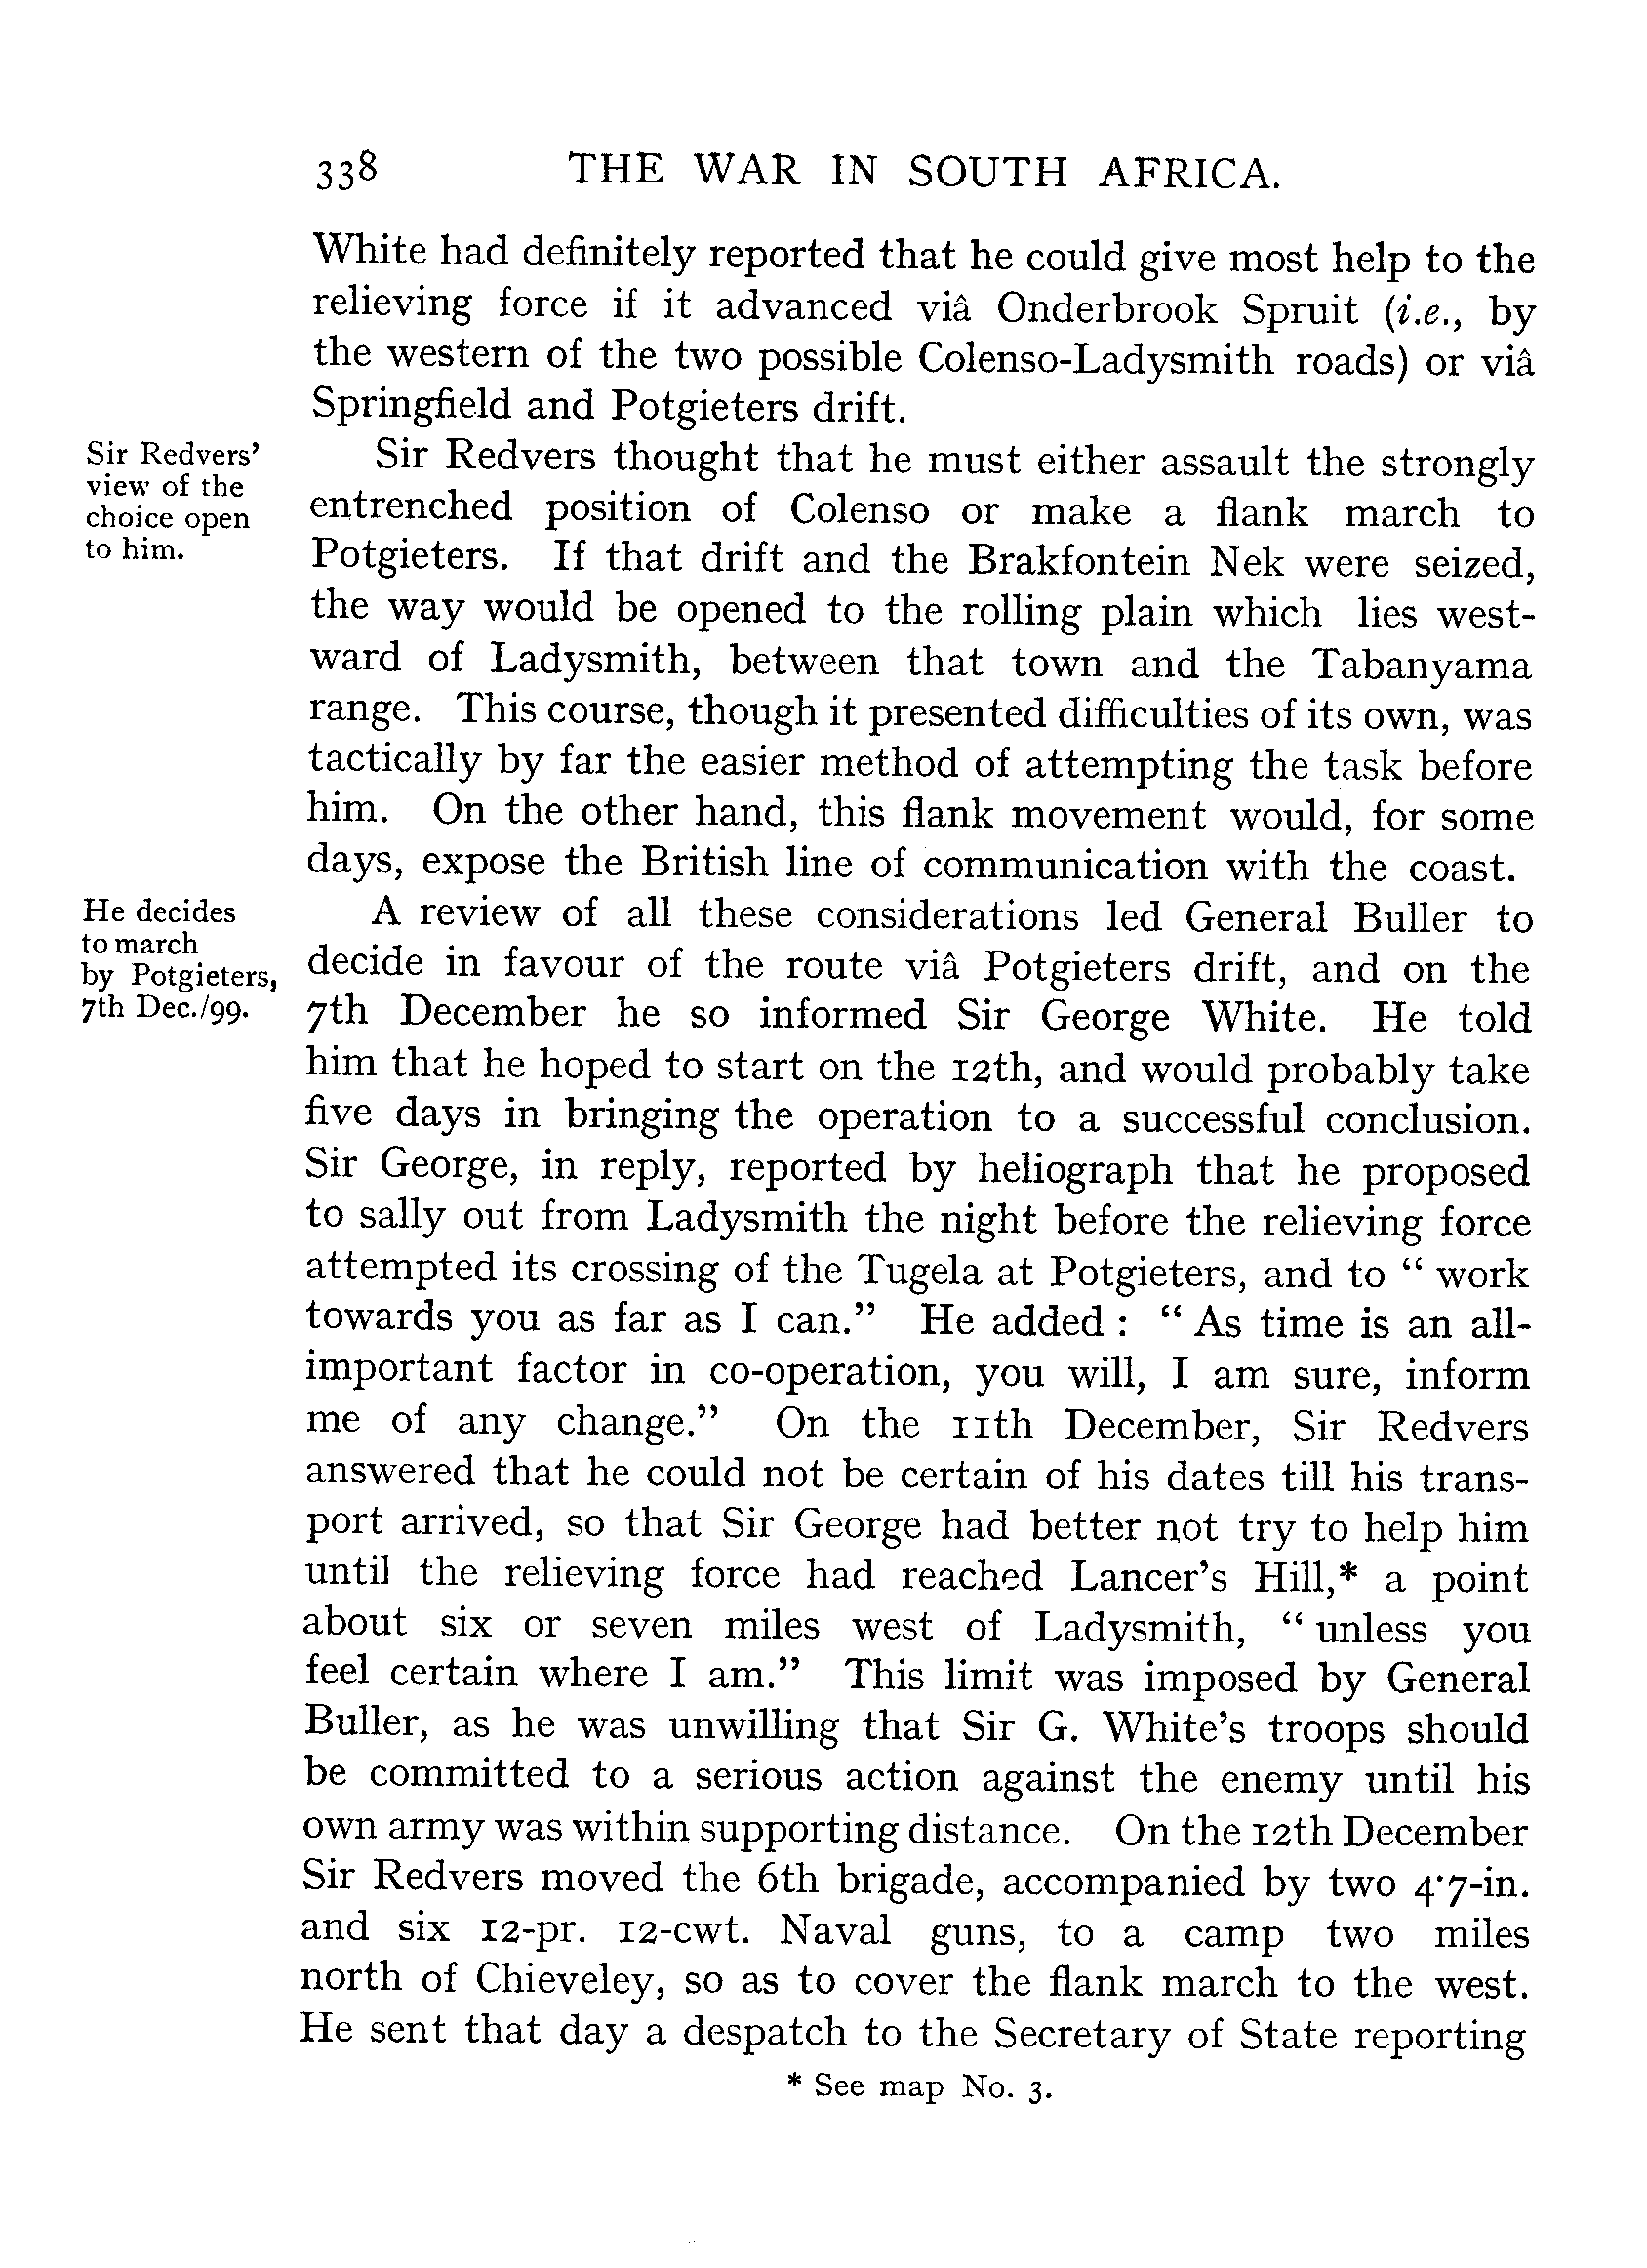 338 THE WAR IN SOUTH AFRICA.
White had definitely reported that he could give most help to the
relieving force if it advanced viâ Onderbrook Spruit (i.e., by
the western of the two possible Colenso-Ladysmith roads) or viâ
Springfield and Potgieters drift.
Sir Redvers'
view of the
choice open
to him.
Sir Redvers thought that he must either assault the strongly
entrenched position of Colenso or make a flank march to
Potgieters. If that drift and the Brakfontein Nek were seized,
the way would be opened to the rolling plain which lies west-
ward of Ladysmith, between that town and the Tabanyama
range. This course, though it presented difficulties of its own, was
tactically by far the easier method of attempting the task before
him. On the other hand, this flank movement would, for some
days, expose the British line of communication with the coast.
He decides
to march
by Potgieters,
7th Dec./99.
A review of all these considerations led General Buller to
decide in favour of the route viâ Potgieters drift, and on the
7th December he so informed Sir George White. He told
him that he hoped to start on the 12th, and would probably take
five days in bringing the operation to a successful conclusion.
Sir George, in reply, reported by heliograph that he proposed
to sally out from Ladysmith the night before the relieving force
attempted its crossing of the Tugela at Potgieters, and to " work
towards you as far as I can." He added : " As time is an all-
important factor in co-operation, you will, I am sure, inform
me of any change." On the 11th December, Sir Redvers
answered that he could not be certain of his dates till his trans-
port arrived, so that Sir George had better not try to help him
until the relieving force had reached Lancer's Hill,* a point
about six or seven miles west of Ladysmith, " unless you
feel certain where I am." This limit was imposed by General
Buller, as he was unwilling that Sir G. White's troops should
be committed to a serious action against the enemy until his
own army was within supporting distance. On the 12th December
Sir Redvers moved the 6th brigade, accompanied by two 4·7-in.
and six 12-pr. 12-cwt. Naval guns, to a camp two miles
north of Chieveley, so as to cover the flank march to the west.
He sent that day a despatch to the Secretary of State reporting
* See map No. 3.